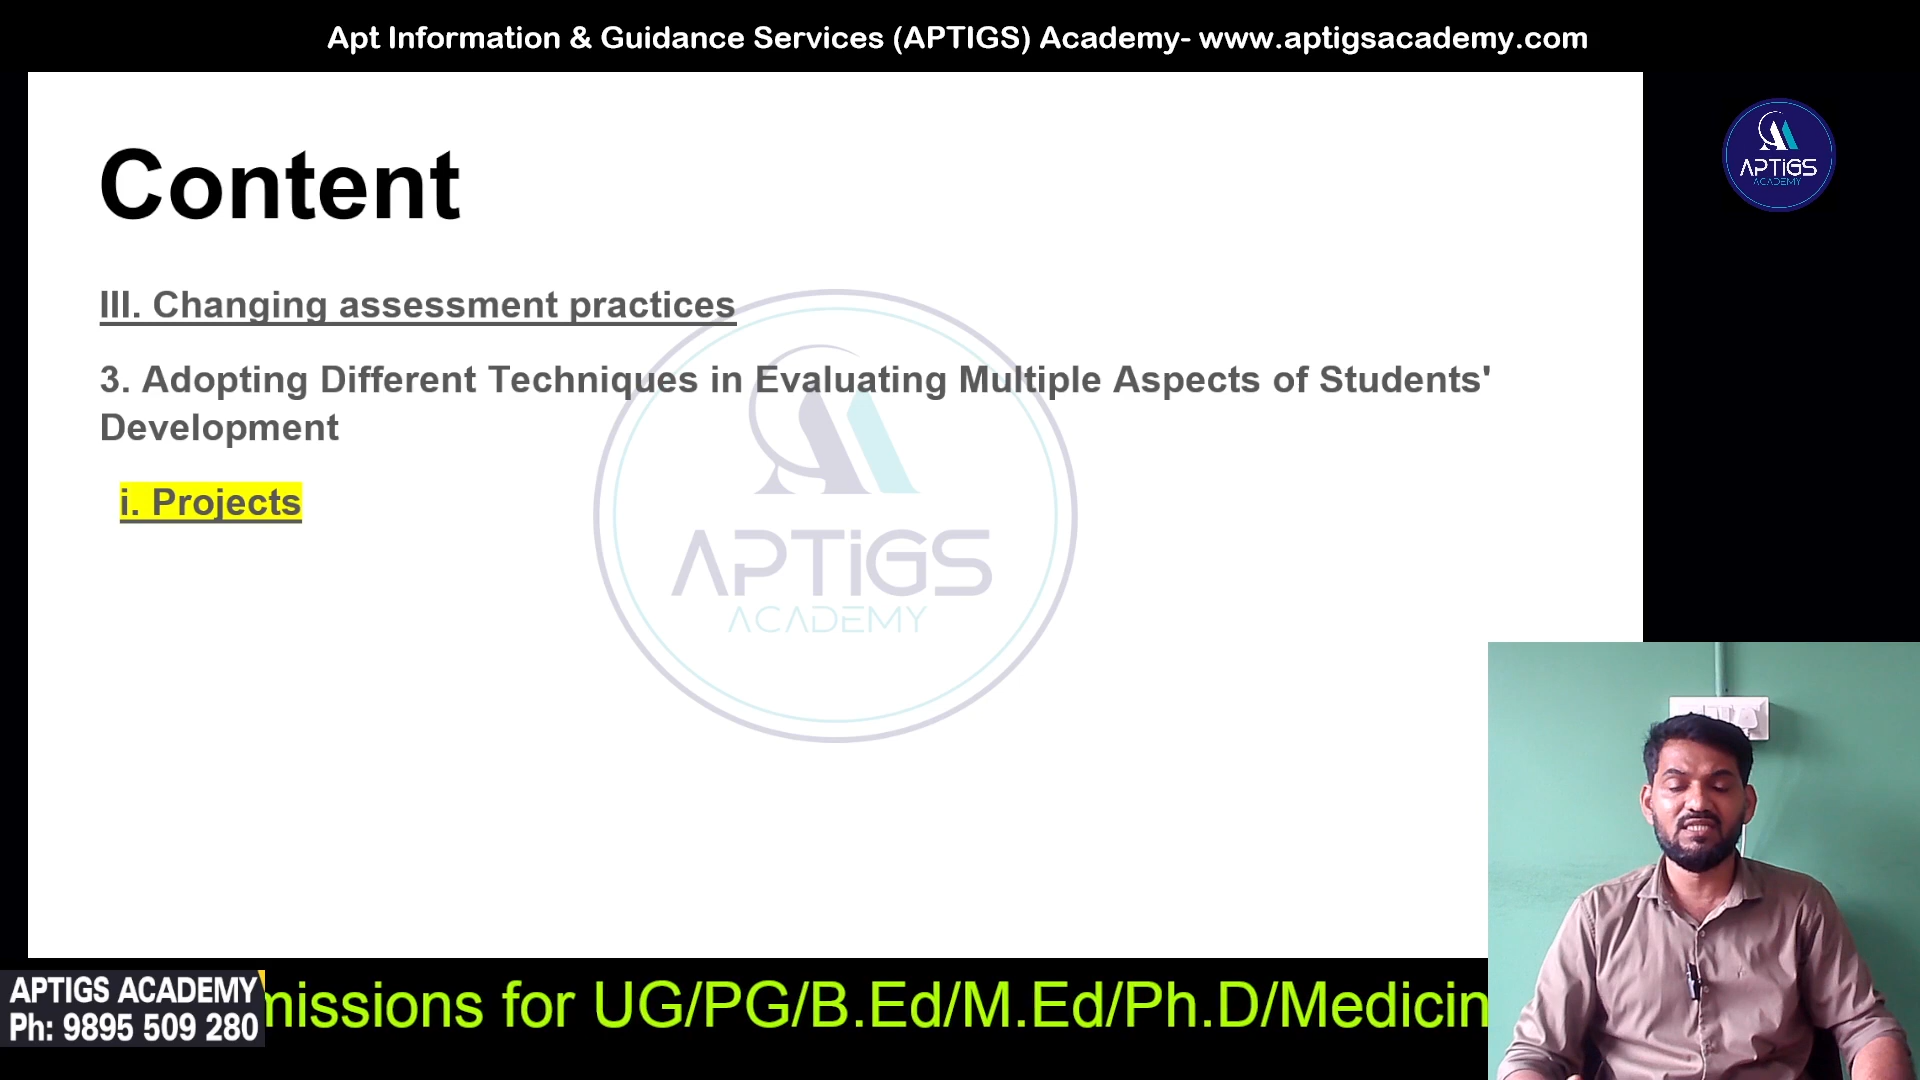 Apt Information & Guidance Services (APTIGS) Academy- www.aptigsacademy.com
APTiGS
ACADEMY
Content
III. Changing assessment practices
3. Adopting Different Techniques in Evaluating Multiple Aspects of Students'
Development
i. Projects
APTiGS
ACADEMY
APTIGS ACADEMY
Ph: 9895 509 280
missions for UG/PG/B.Ed/M.Ed/Ph.D/Medicin